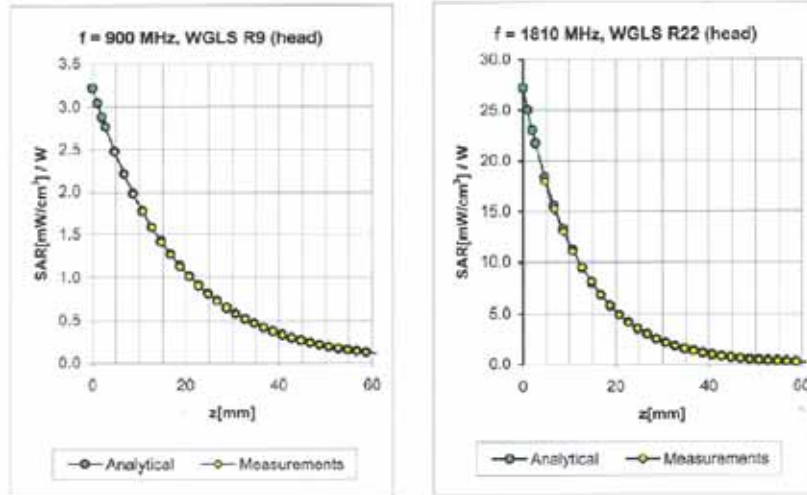 f = 900 MHz, WGLS R9 (head)
3.5
3.0
2.5
2.0
1.5
1.0
0.5
0.0
SAR[mW/cm³] / W
0 20 40 60
z[mm]
Analytical Measurements
f = 1810 MHz, WGLS R22 (head)
30.0
25.0
20.0
15.0
10.0
5.0
0.0
SAR[mW/cm³] / W
0 20 40 60
z[mm]
Analytical Measurements